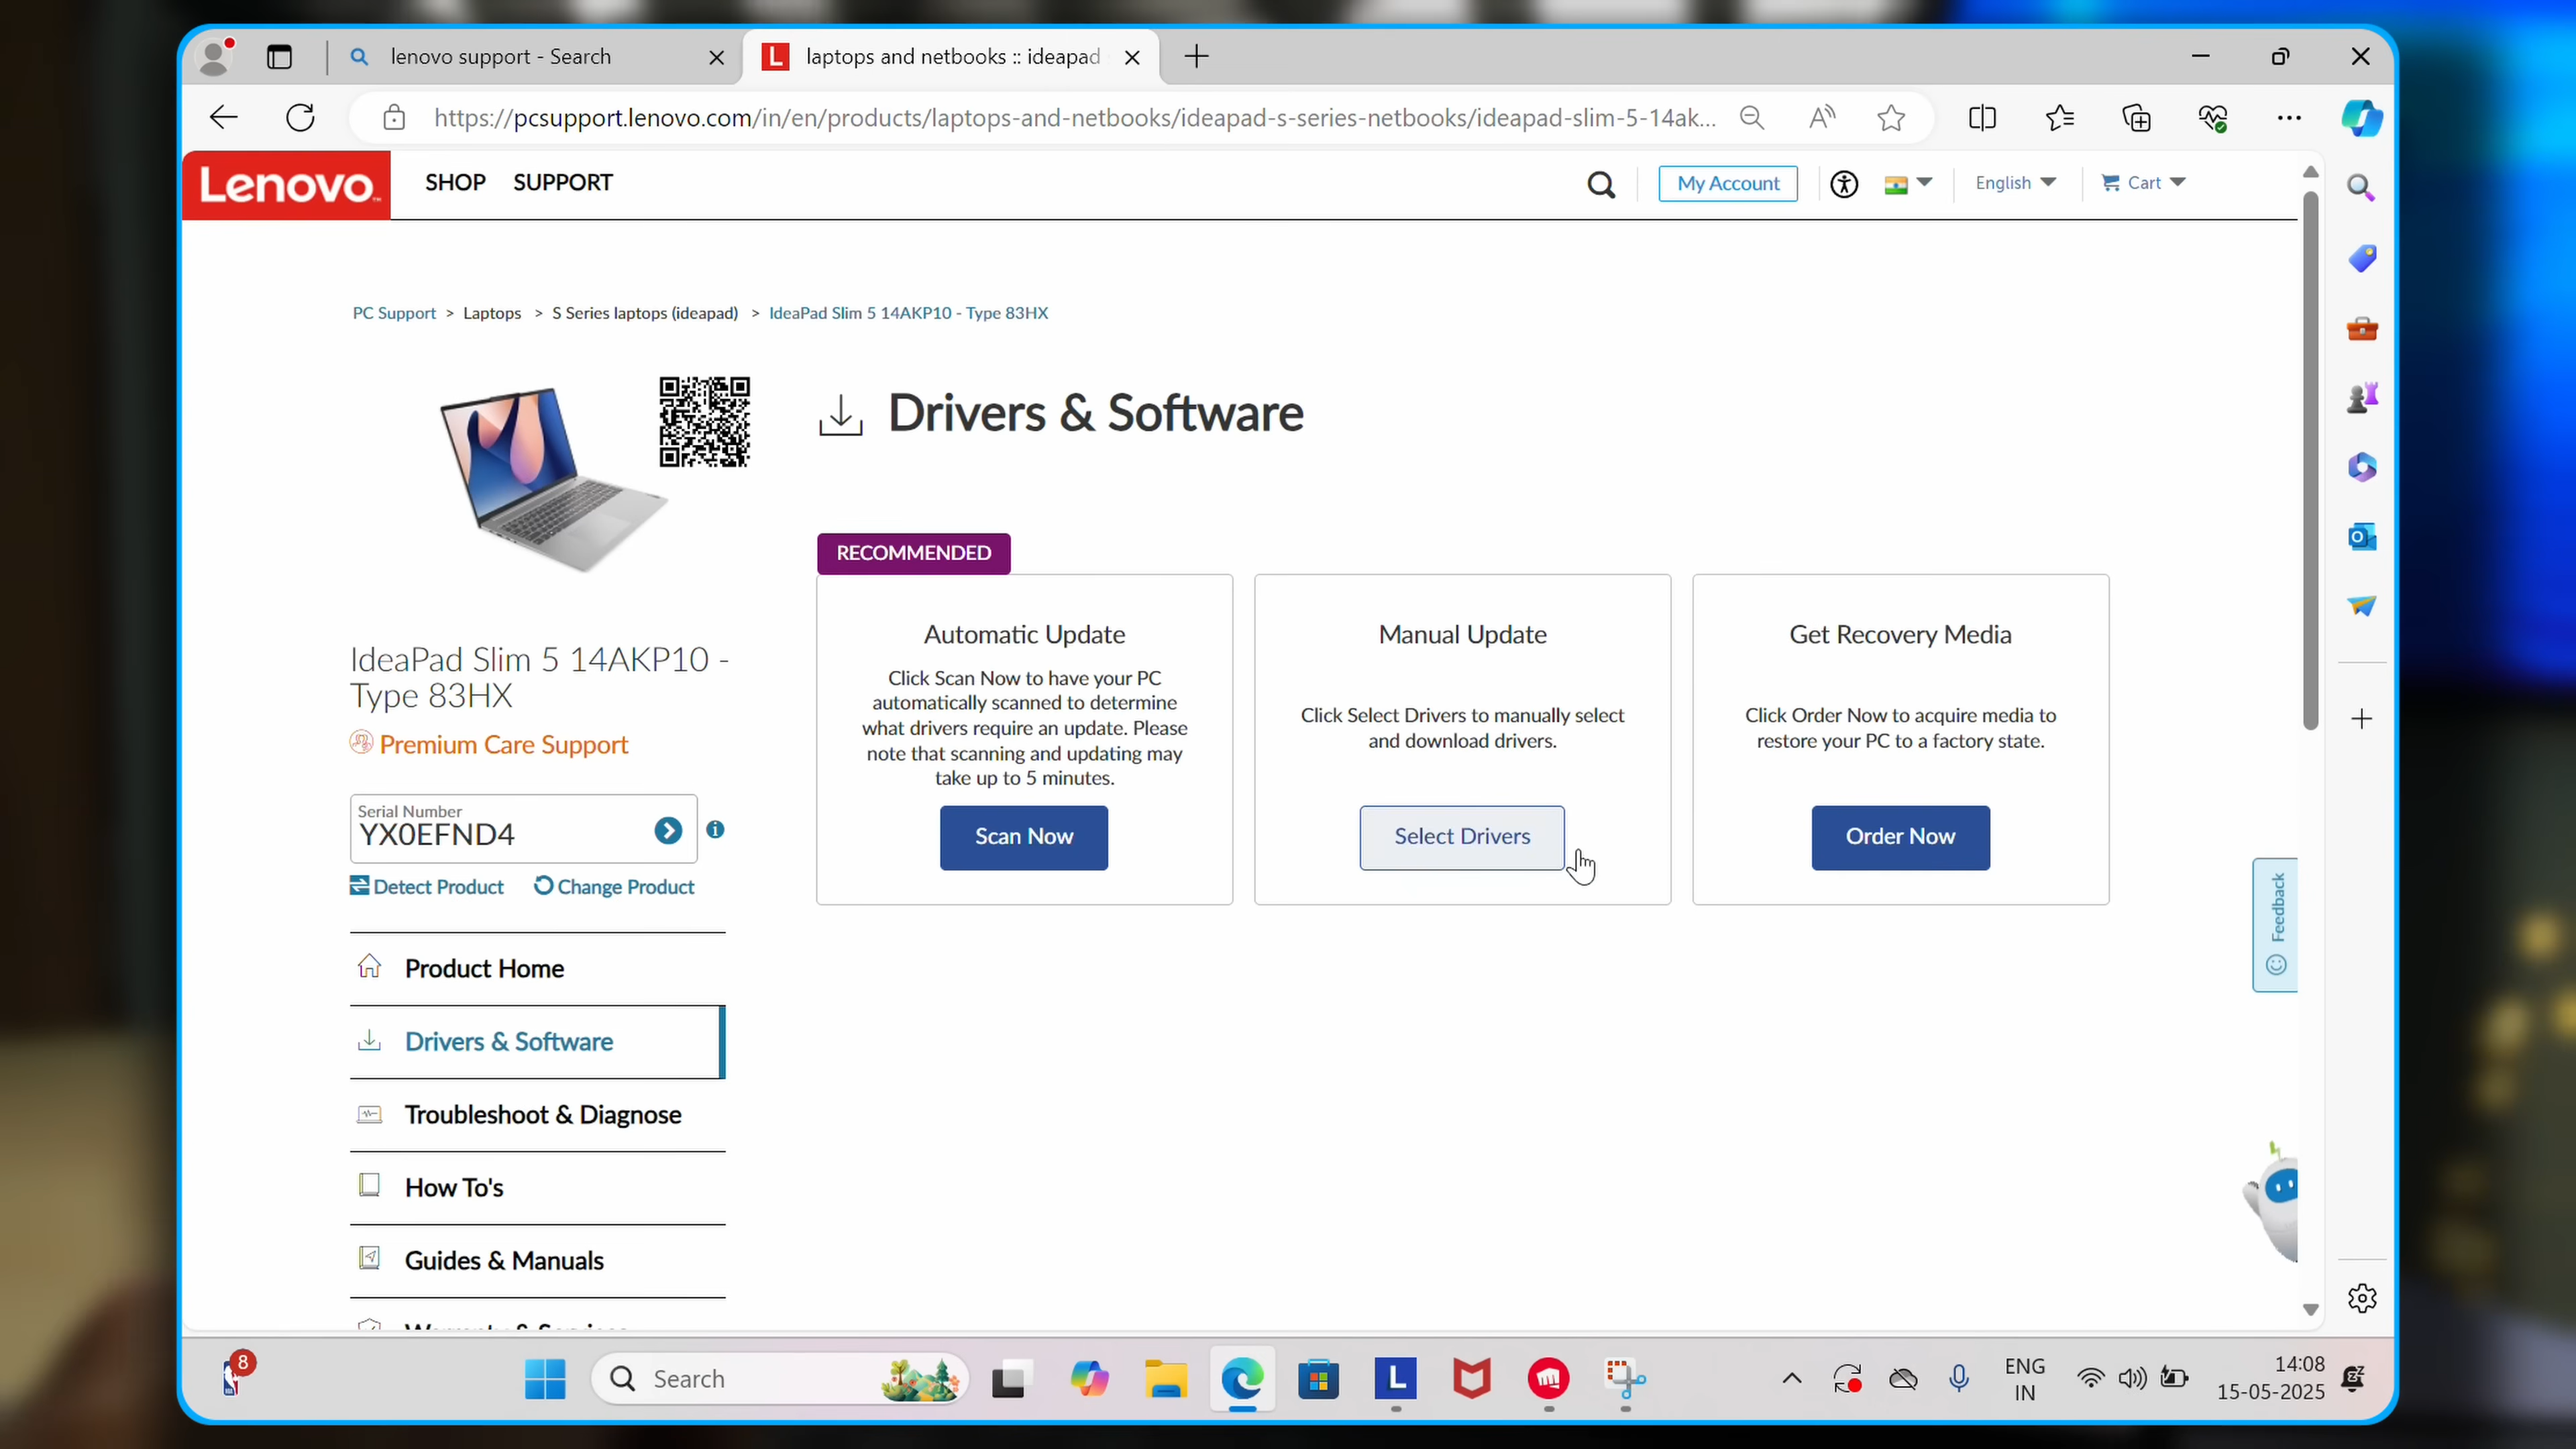 lenovo support - Search
laptops and netbooks :: ideapad
https://pcsupport.lenovo.com/in/en/products/laptops-and-netbooks/ideapad-s-series-netbooks/ideapad-slim-5-14ak...
Lenovo
SHOP
SUPPORT
My Account
English
Cart
PC Support > Laptops > S Series laptops (ideapad) > IdeaPad Slim 5 14AKP10 - Type 83HX
Drivers & Software
IdeaPad Slim 5 14AKP10 -
Type 83HX
Premium Care Support
Serial Number
YX0EFND4
Detect Product
Change Product
Product Home
Drivers & Software
Troubleshoot & Diagnose
How To's
Guides & Manuals
RECOMMENDED
Automatic Update
Click Scan Now to have your PC
automatically scanned to determine
what drivers require an update. Please
note that scanning and updating may
take up to 5 minutes.
Scan Now
Manual Update
Click Select Drivers to manually select
and download drivers.
Select Drivers
Get Recovery Media
Click Order Now to acquire media to
restore your PC to a factory state.
Order Now
Feedback
8
Search
ENG
IN
14:08
15-05-2025